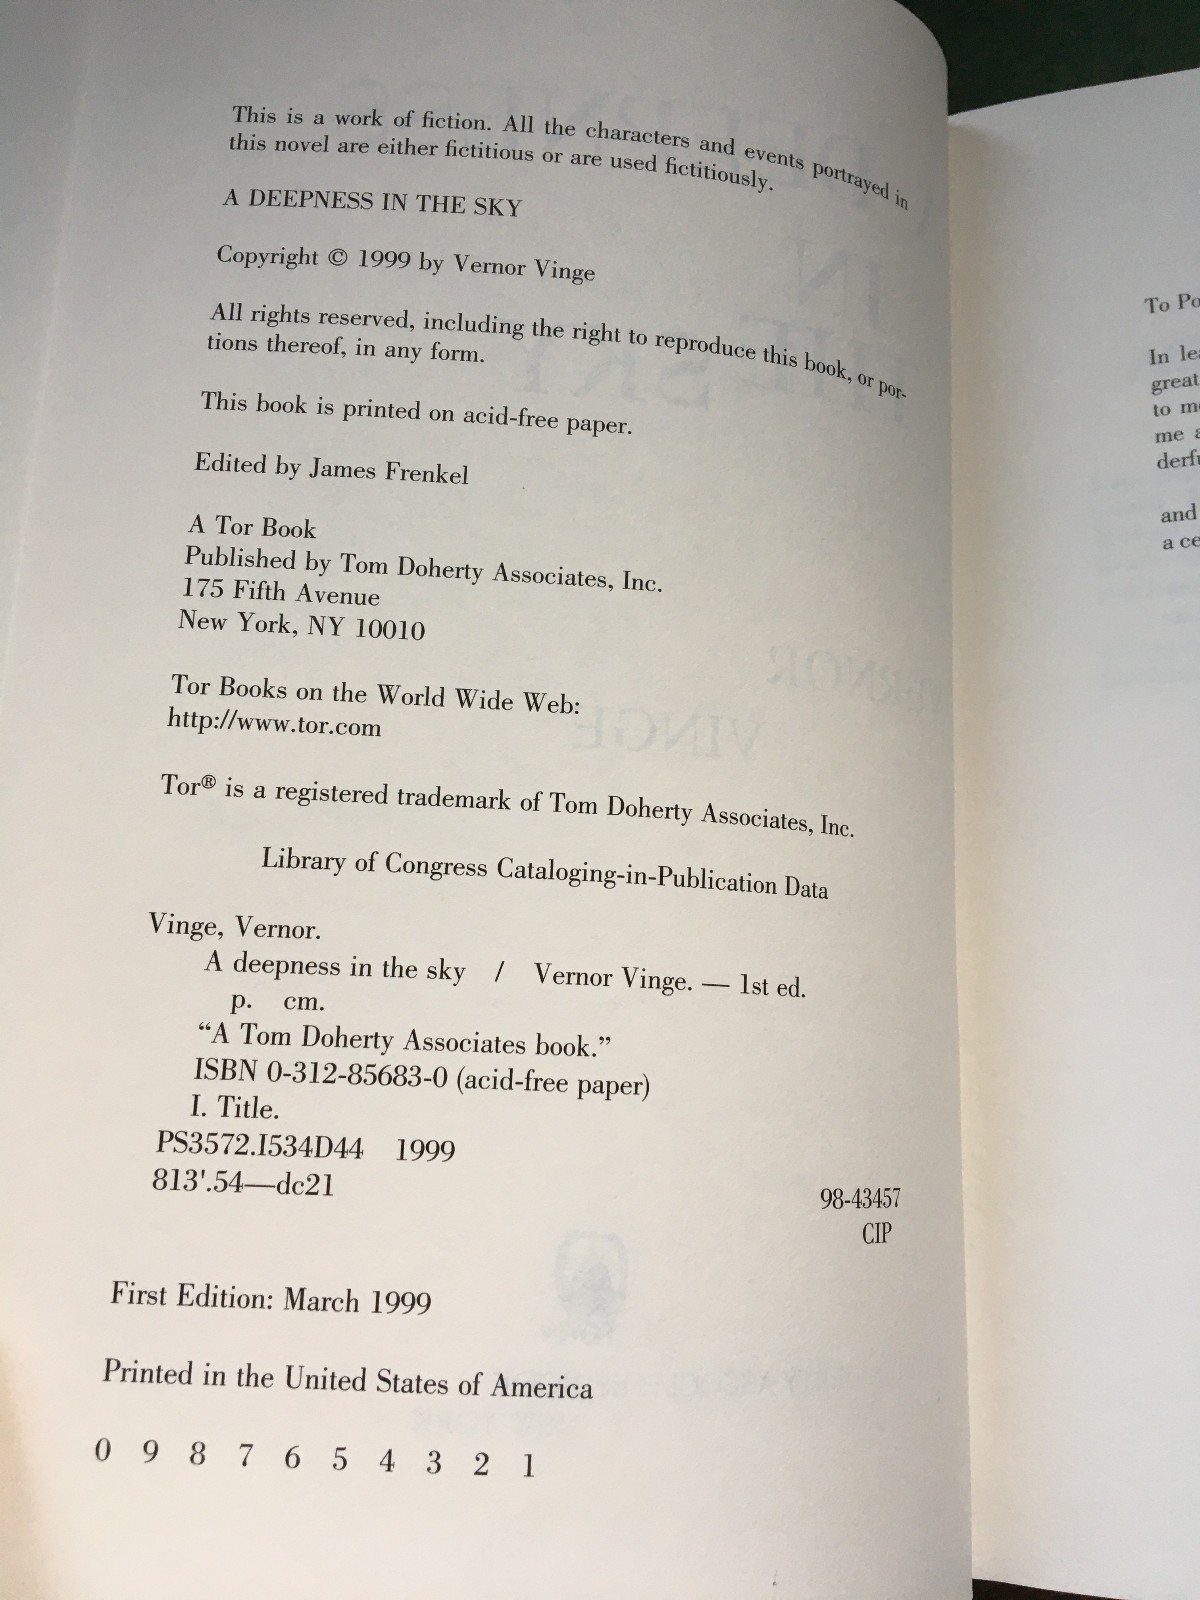 This is a work of fiction. All the characters and events portrayed in
this novel are either fictitious or are used fictitiously.
A DEEPNESS IN THE SKY
Copyright © 1999 by Vernor Vinge
All rights reserved, including the right to reproduce this book, or por-
tions thereof, in any form.
This book is printed on acid-free paper.
Edited by James Frenkel
A Tor Book
Published by Tom Doherty Associates, Inc.
175 Fifth Avenue
New York, NY 10010
Tor Books on the World Wide Web:
http://www.tor.com
Tor® is a registered trademark of Tom Doherty Associates, Inc.
Library of Congress Cataloging-in-Publication Data
Vinge, Vernor.
A deepness in the sky / Vernor Vinge. — 1st ed.
p. cm.
"A Tom Doherty Associates book."
ISBN 0-312-85683-0 (acid-free paper)
I. Title.
PS3572.I534D44 1999
813'.54—dc21
98-43457
CIP
First Edition: March 1999
Printed in the United States of America
0 9 8 7 6 5 4 3 2 1
To
In
great
to
me
and
a